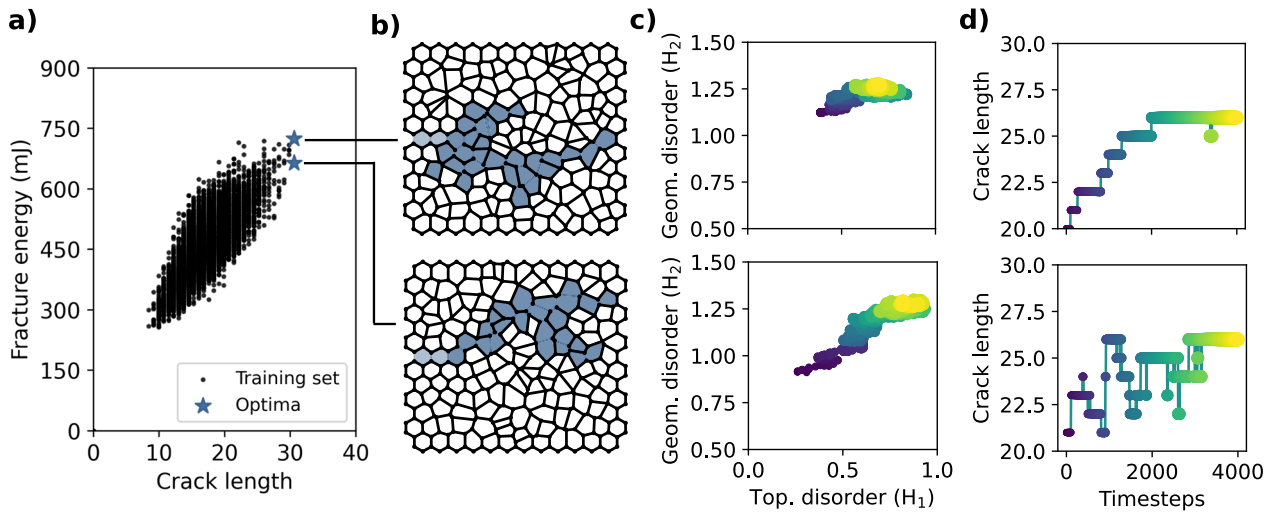 a)
Fracture energy (mJ)
900
750
600
450
300
150
0
Training set
Optima
0 10 20 30 40
Crack length
b)
c)
Geom. disorder (H₂)
1.50
1.25
1.00
0.75
0.50
Geom. disorder (H₂)
1.50
1.25
1.00
0.75
0.50
0.0 0.5 1.0
Top. disorder (H₁)
d)
Crack length
30.0
27.5
25.0
22.5
20.0
Crack length
30.0
27.5
25.0
22.5
20.0
0 2000 4000
Timesteps